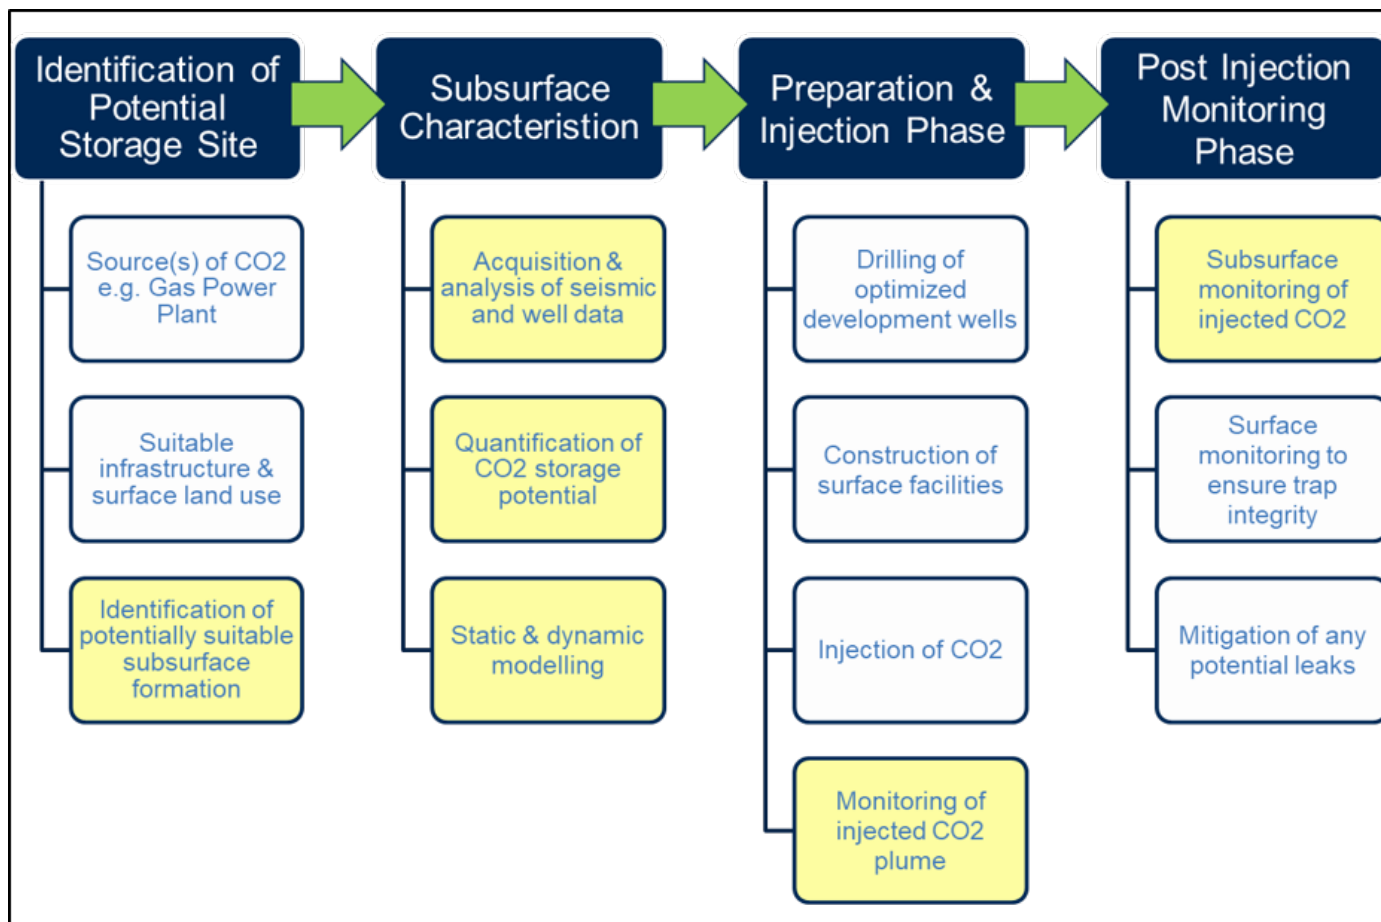 Identification of
Potential
Storage Site
Source(s) of CO2
e.g. Gas Power
Plant
Suitable
infrastructure &
surface land use
Identification of
potentially suitable
subsurface
formation
Subsurface
Characteristion
Acquisition &
analysis of seismic
and well data
Quantification of
CO2 storage
potential
Static & dynamic
modelling
Preparation &
Injection Phase
Drilling of
optimized
development wells
Construction of
surface facilities
Injection of CO2
Monitoring of
injected CO2
plume
Post Injection
Monitoring
Phase
Subsurface
monitoring of
injected CO2
Surface
monitoring to
ensure trap
integrity
Mitigation of any
potential leaks